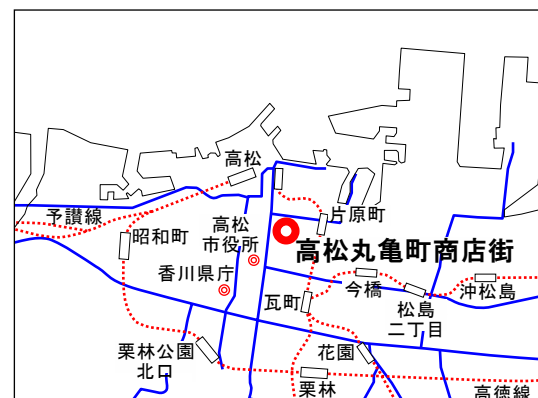 高松
片原町
予讃線
昭和町
高松
市役所
高松丸亀町商店街
香川県庁
今橋
沖松島
瓦町
松島
二丁目
栗林公園
北口
花園
栗林
高徳線